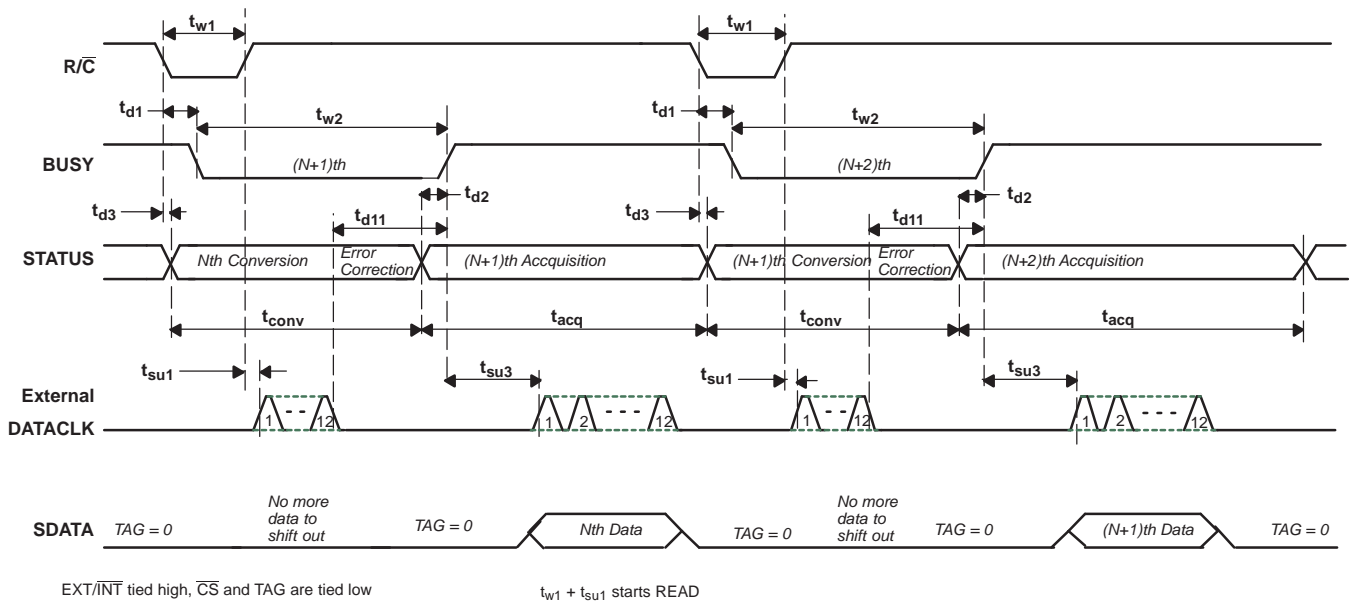 tw1 tw1
R/C
td1 tw2 td1 tw2
BUSY (N+1)th (N+2)th
td2 td2
td3 td11 td3 td11
STATUS Nth Conversion Error Correction (N+1)th Accquisition (N+1)th Conversion Error Correction (N+2)th Accquisition
tconv tacq tconv tacq
tsu1 tsu3 tsu1 tsu3
External
DATACLK 1 - - 12 1 2 - - - 12 1 - - 12 1 2 - - - 12
SDATA TAG = 0 No more data to shift out TAG = 0 Nth Data TAG = 0 No more data to shift out TAG = 0 (N+1)th Data TAG = 0
EXT/INT tied high, CS and TAG are tied low tw1 + tsu1 starts READ